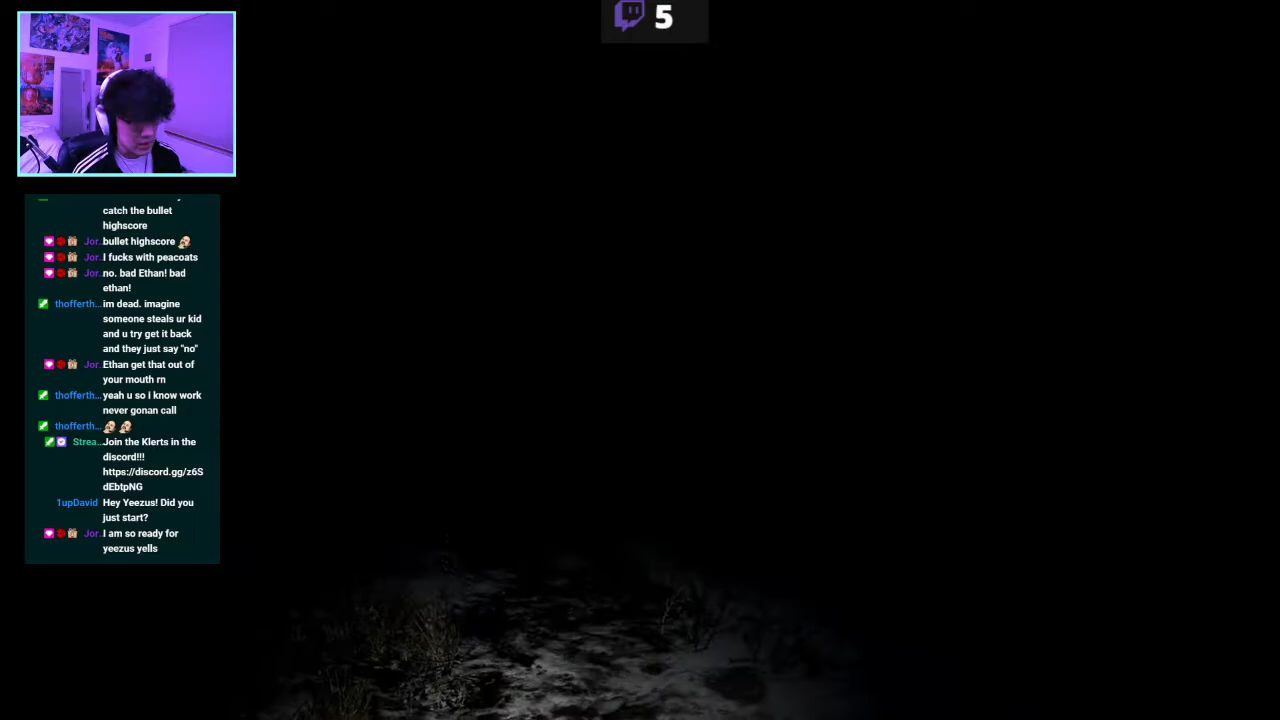 5
catch the bullet
highscore
Jor.. bullet highscore
Jor.. I fucks with peacoats
Jor.. no. bad Ethan! bad
ethan!
thofferth... im dead. imagine
someone steals ur kid
and u try get it back
and they just say "no"
Jor.. Ethan get that out of
your mouth rn
thofferth... yeah u so i know work
never gonan call
thofferth...
Strea... Join the Klerts in the
discord!!!
https://discord.gg/z6S
dEbtpNG
1upDavid Hey Yeezus! Did you
just start?
Jor.. I am so ready for
yeezus yells